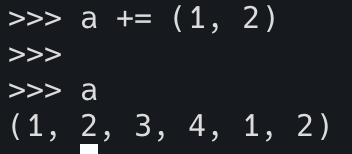 >>> a += (1, 2)
>>>
>>> a
(1, 2, 3, 4, 1, 2)